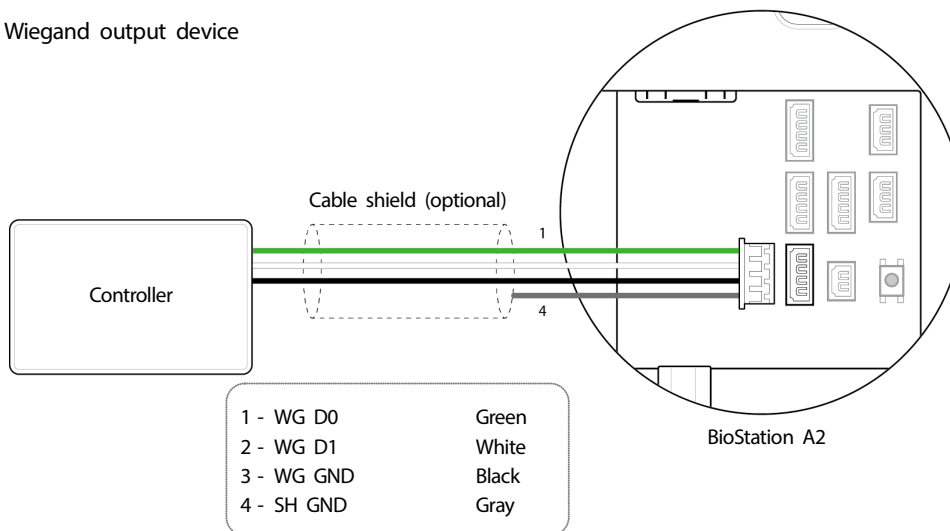 Wiegand output device
Cable shield (optional)
1
Controller
4
1 - WG D0 Green
2 - WG D1 White
3 - WG GND Black
4 - SH GND Gray
BioStation A2